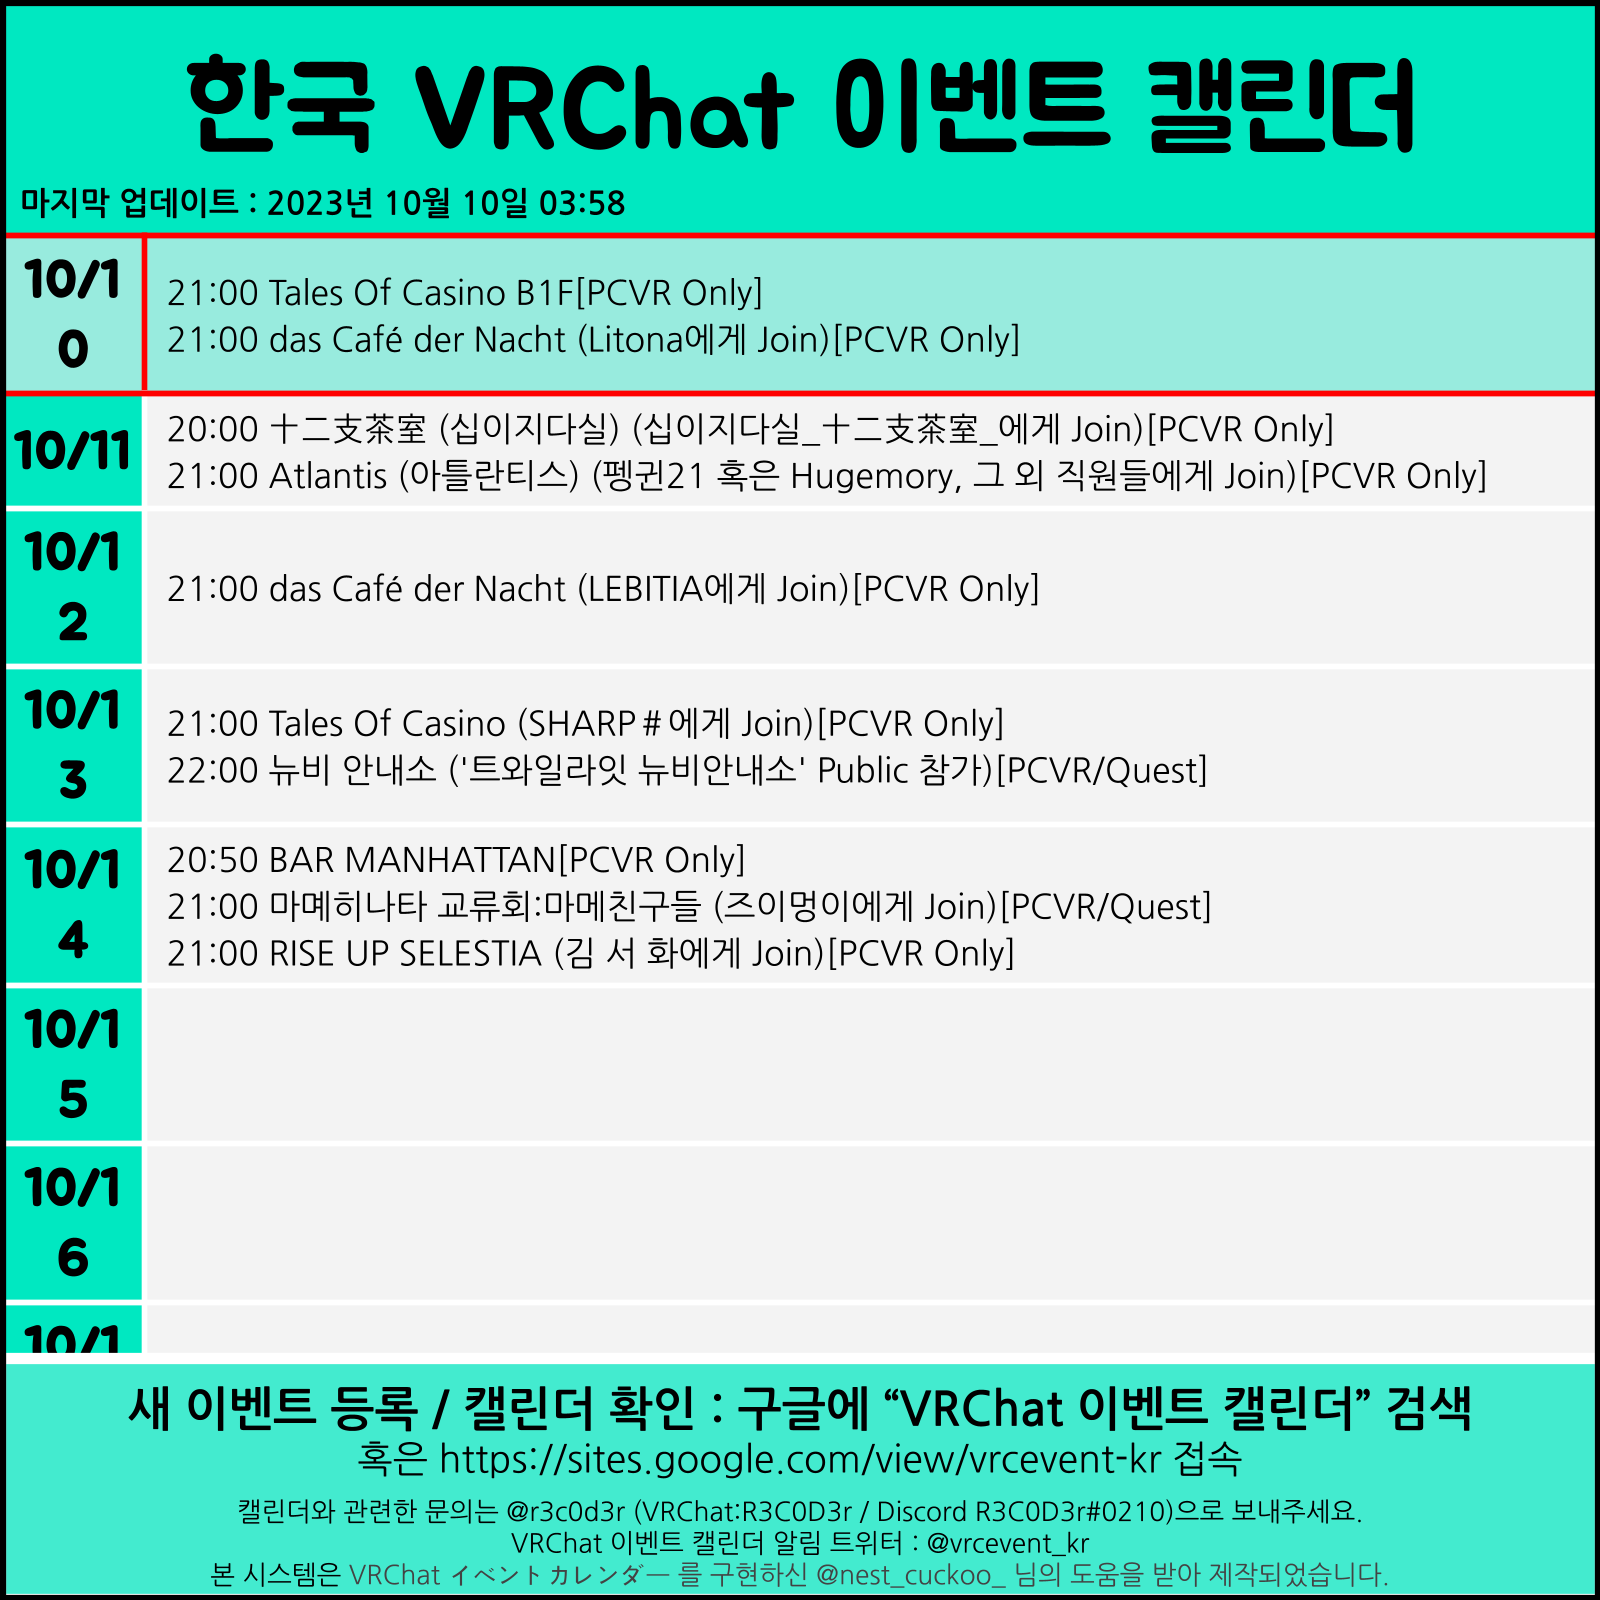 한국 VRChat 이벤트 캘린더
마지막 업데이트 : 2023년 10월 10일 03:58
10/1
0
21:00 Tales Of Casino B1F[PCVR Only]
21:00 das Café der Nacht (Litona에게 Join)[PCVR Only]
10/11
20:00 十二支茶室 (십이지다실) (십이지다실_十二支茶室_에게 Join)[PCVR Only]
21:00 Atlantis (아틀란티스) (펭귄21 혹은 Hugemory, 그 외 직원들에게 Join)[PCVR Only]
10/1
2
21:00 das Café der Nacht (LEBITIA에게 Join)[PCVR Only]
10/1
3
21:00 Tales Of Casino (SHARP＃에게 Join)[PCVR Only]
22:00 뉴비 안내소 ('트와일라잇 뉴비안내소' Public 참가)[PCVR/Quest]
10/1
4
20:50 BAR MANHATTAN[PCVR Only]
21:00 마몌히나타 교류회:마메친구들 (즈이멍이에게 Join)[PCVR/Quest]
21:00 RISE UP SELESTIA (김 서 화에게 Join)[PCVR Only]
10/1
5
10/1
6
10/1
새 이벤트 등록 / 캘린더 확인 : 구글에 “VRChat 이벤트 캘린더” 검색
혹은 https://sites.google.com/view/vrcevent-kr 접속
캘린더와 관련한 문의는 @r3c0d3r (VRChat:R3C0D3r / Discord R3C0D3r#0210)으로 보내주세요.
VRChat 이벤트 캘린더 알림 트위터 : @vrcevent_kr
본 시스템은 VRChat イベントカレンダー 를 구현하신 @nest_cuckoo_ 님의 도움을 받아 제작되었습니다.